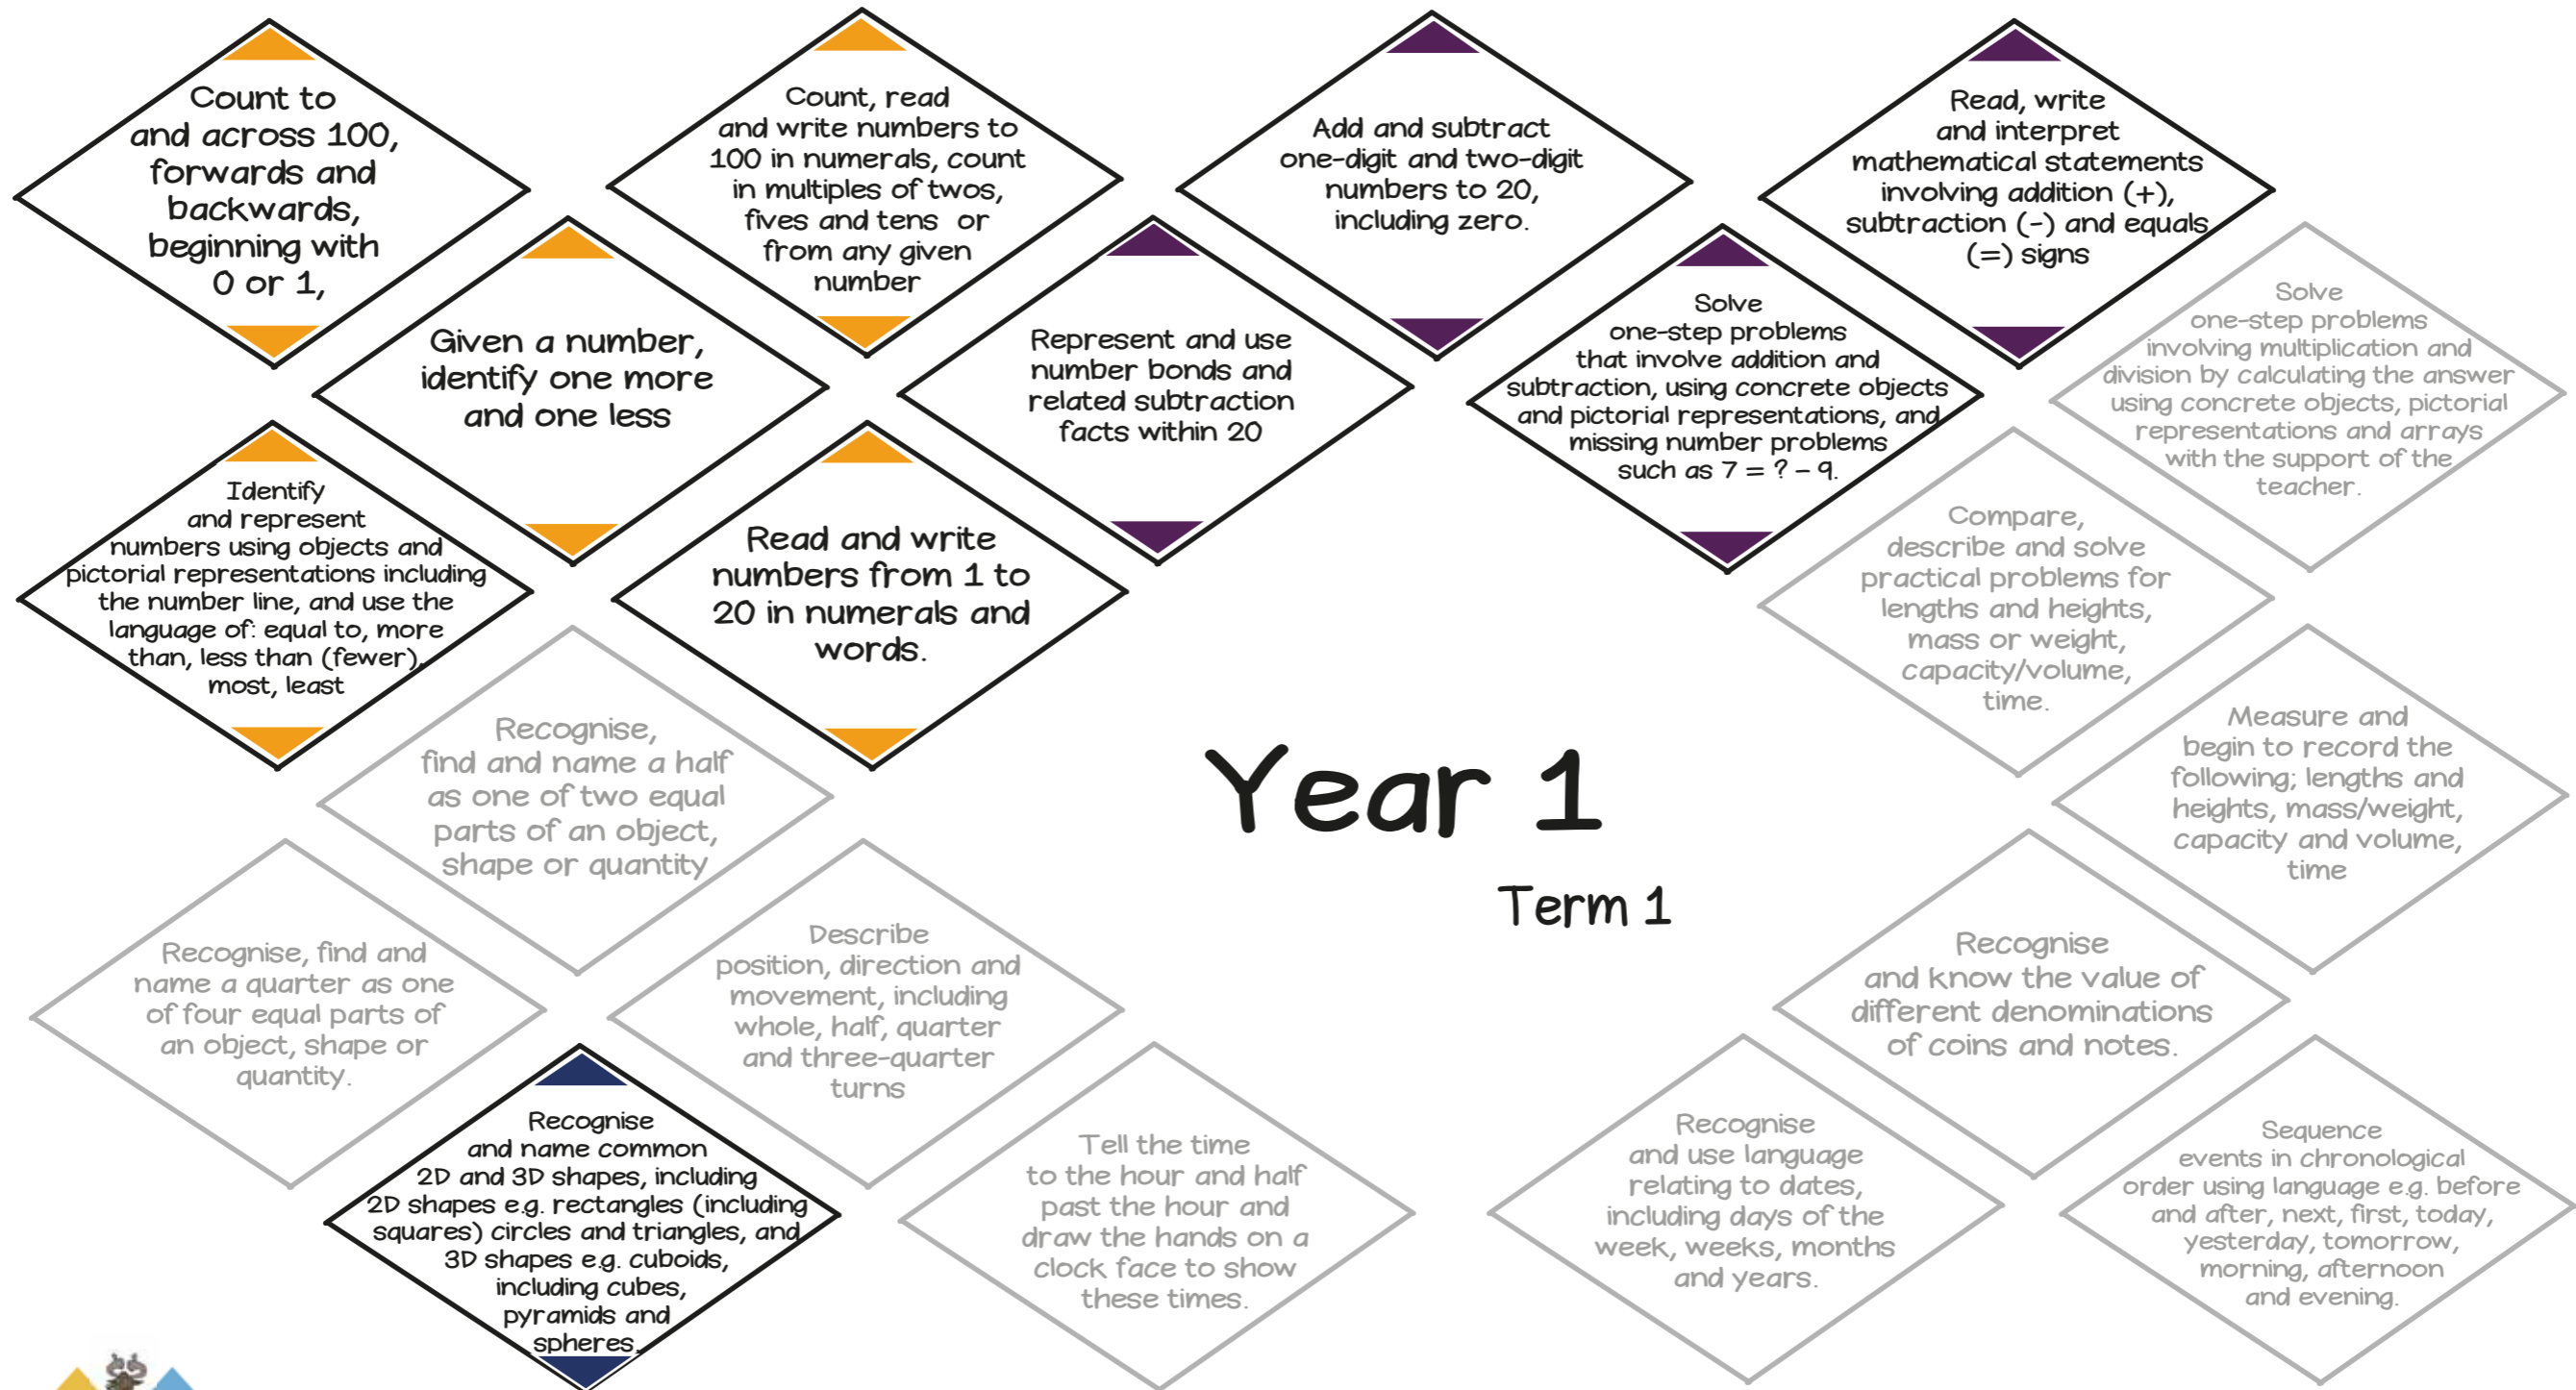 Count to
and across 100,
forwards and
backwards,
beginning with
0 or 1,
Count, read
and write numbers to
100 in numerals, count
in multiples of twos,
fives and tens or
from any given
number
Add and subtract
one-digit and two-digit
numbers to 20,
including zero.
Read, write
and interpret
mathematical statements
involving addition (+),
subtraction (-) and equals
(=) signs
Given a number,
identify one more
and one less
Represent and use
number bonds and
related subtraction
facts within 20
Solve
one-step problems
that involve addition and
subtraction, using concrete objects
and pictorial representations, and
missing number problems
such as 7 = ? – 9.
Solve
one-step problems
involving multiplication and
division by calculating the answer
using concrete objects, pictorial
representations and arrays
with the support of the
teacher.
Identify
and represent
numbers using objects and
pictorial representations including
the number line, and use the
language of: equal to, more
than, less than (fewer),
most, least
Read and write
numbers from 1 to
20 in numerals and
words.
Compare,
describe and solve
practical problems for
lengths and heights,
mass or weight,
capacity/volume,
time.
Recognise,
find and name a half
as one of two equal
parts of an object,
shape or quantity
Year 1
Term 1
Measure and
begin to record the
following; lengths and
heights, mass/weight,
capacity and volume,
time
Recognise, find and
name a quarter as one
of four equal parts of
an object, shape or
quantity.
Describe
position, direction and
movement, including
whole, half, quarter
and three-quarter
turns
Recognise
and know the value of
different denominations
of coins and notes.
Recognise
and name common
2D and 3D shapes, including
2D shapes e.g. rectangles (including
squares) circles and triangles, and
3D shapes e.g. cuboids,
including cubes,
pyramids and
spheres.
Tell the time
to the hour and half
past the hour and
draw the hands on a
clock face to show
these times.
Recognise
and use language
relating to dates,
including days of the
week, weeks, months
and years.
Sequence
events in chronological
order using language e.g. before
and after, next, first, today,
yesterday, tomorrow,
morning, afternoon
and evening.